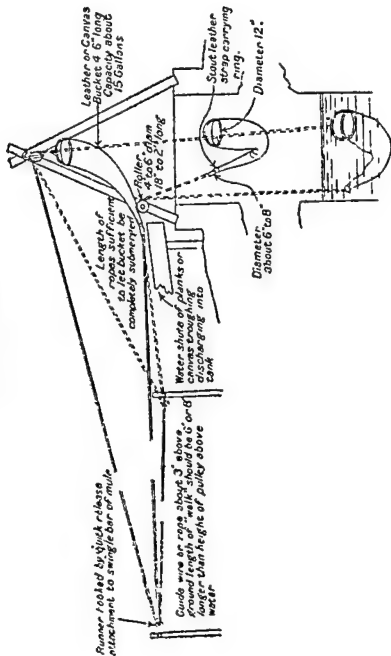 Leather or Canvas
Bucket 4' 6" long
Capacity about
15 Gallons
Roller
4" to 6" diam
18" to 2' long
Stout leather
strap carrying
ring.
Diameter 12."
Length of
ropes sufficient
to let bucket be
completely submerged.
Diameter
about 6" to 8"
Water shute of planks or
canvas troughing
discharging into
tank
Runner hooked by quick release
attachment to swingle bar of mule
Guide wire or rope about 3" above
ground length of "walk" should be 6' or 8'
longer than height of pulley above
water